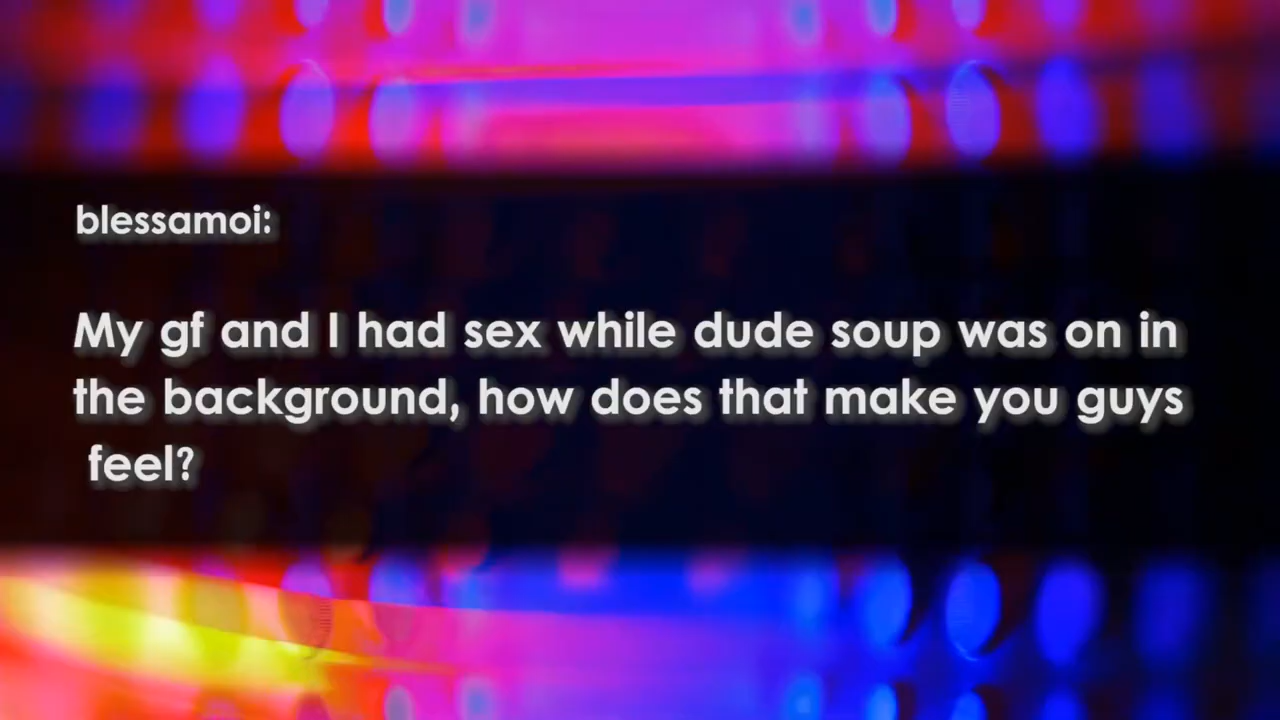 blessamoi:
My gf and I had sex while dude soup was on in
the background, how does that make you guys
feel?